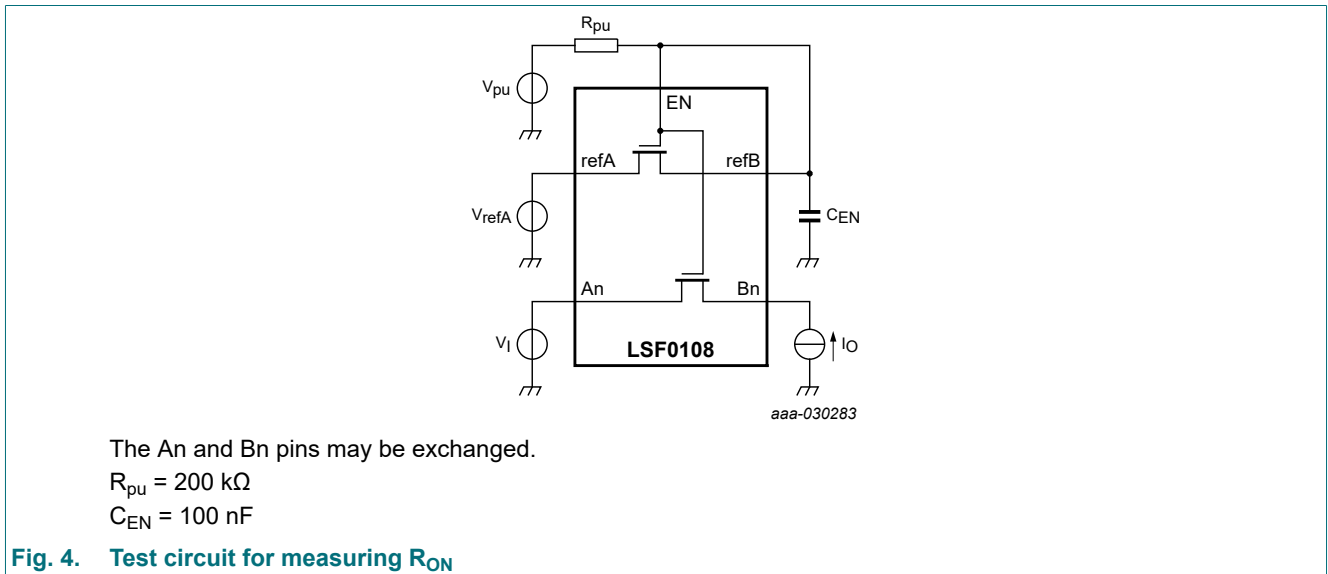 Rpu
Vpu
EN
refA
refB
VrefA
CEN
An
Bn
VI
LSF0108
IO
aaa-030283
The An and Bn pins may be exchanged.
Rpu = 200 kΩ
CEN = 100 nF
Fig. 4. Test circuit for measuring RON